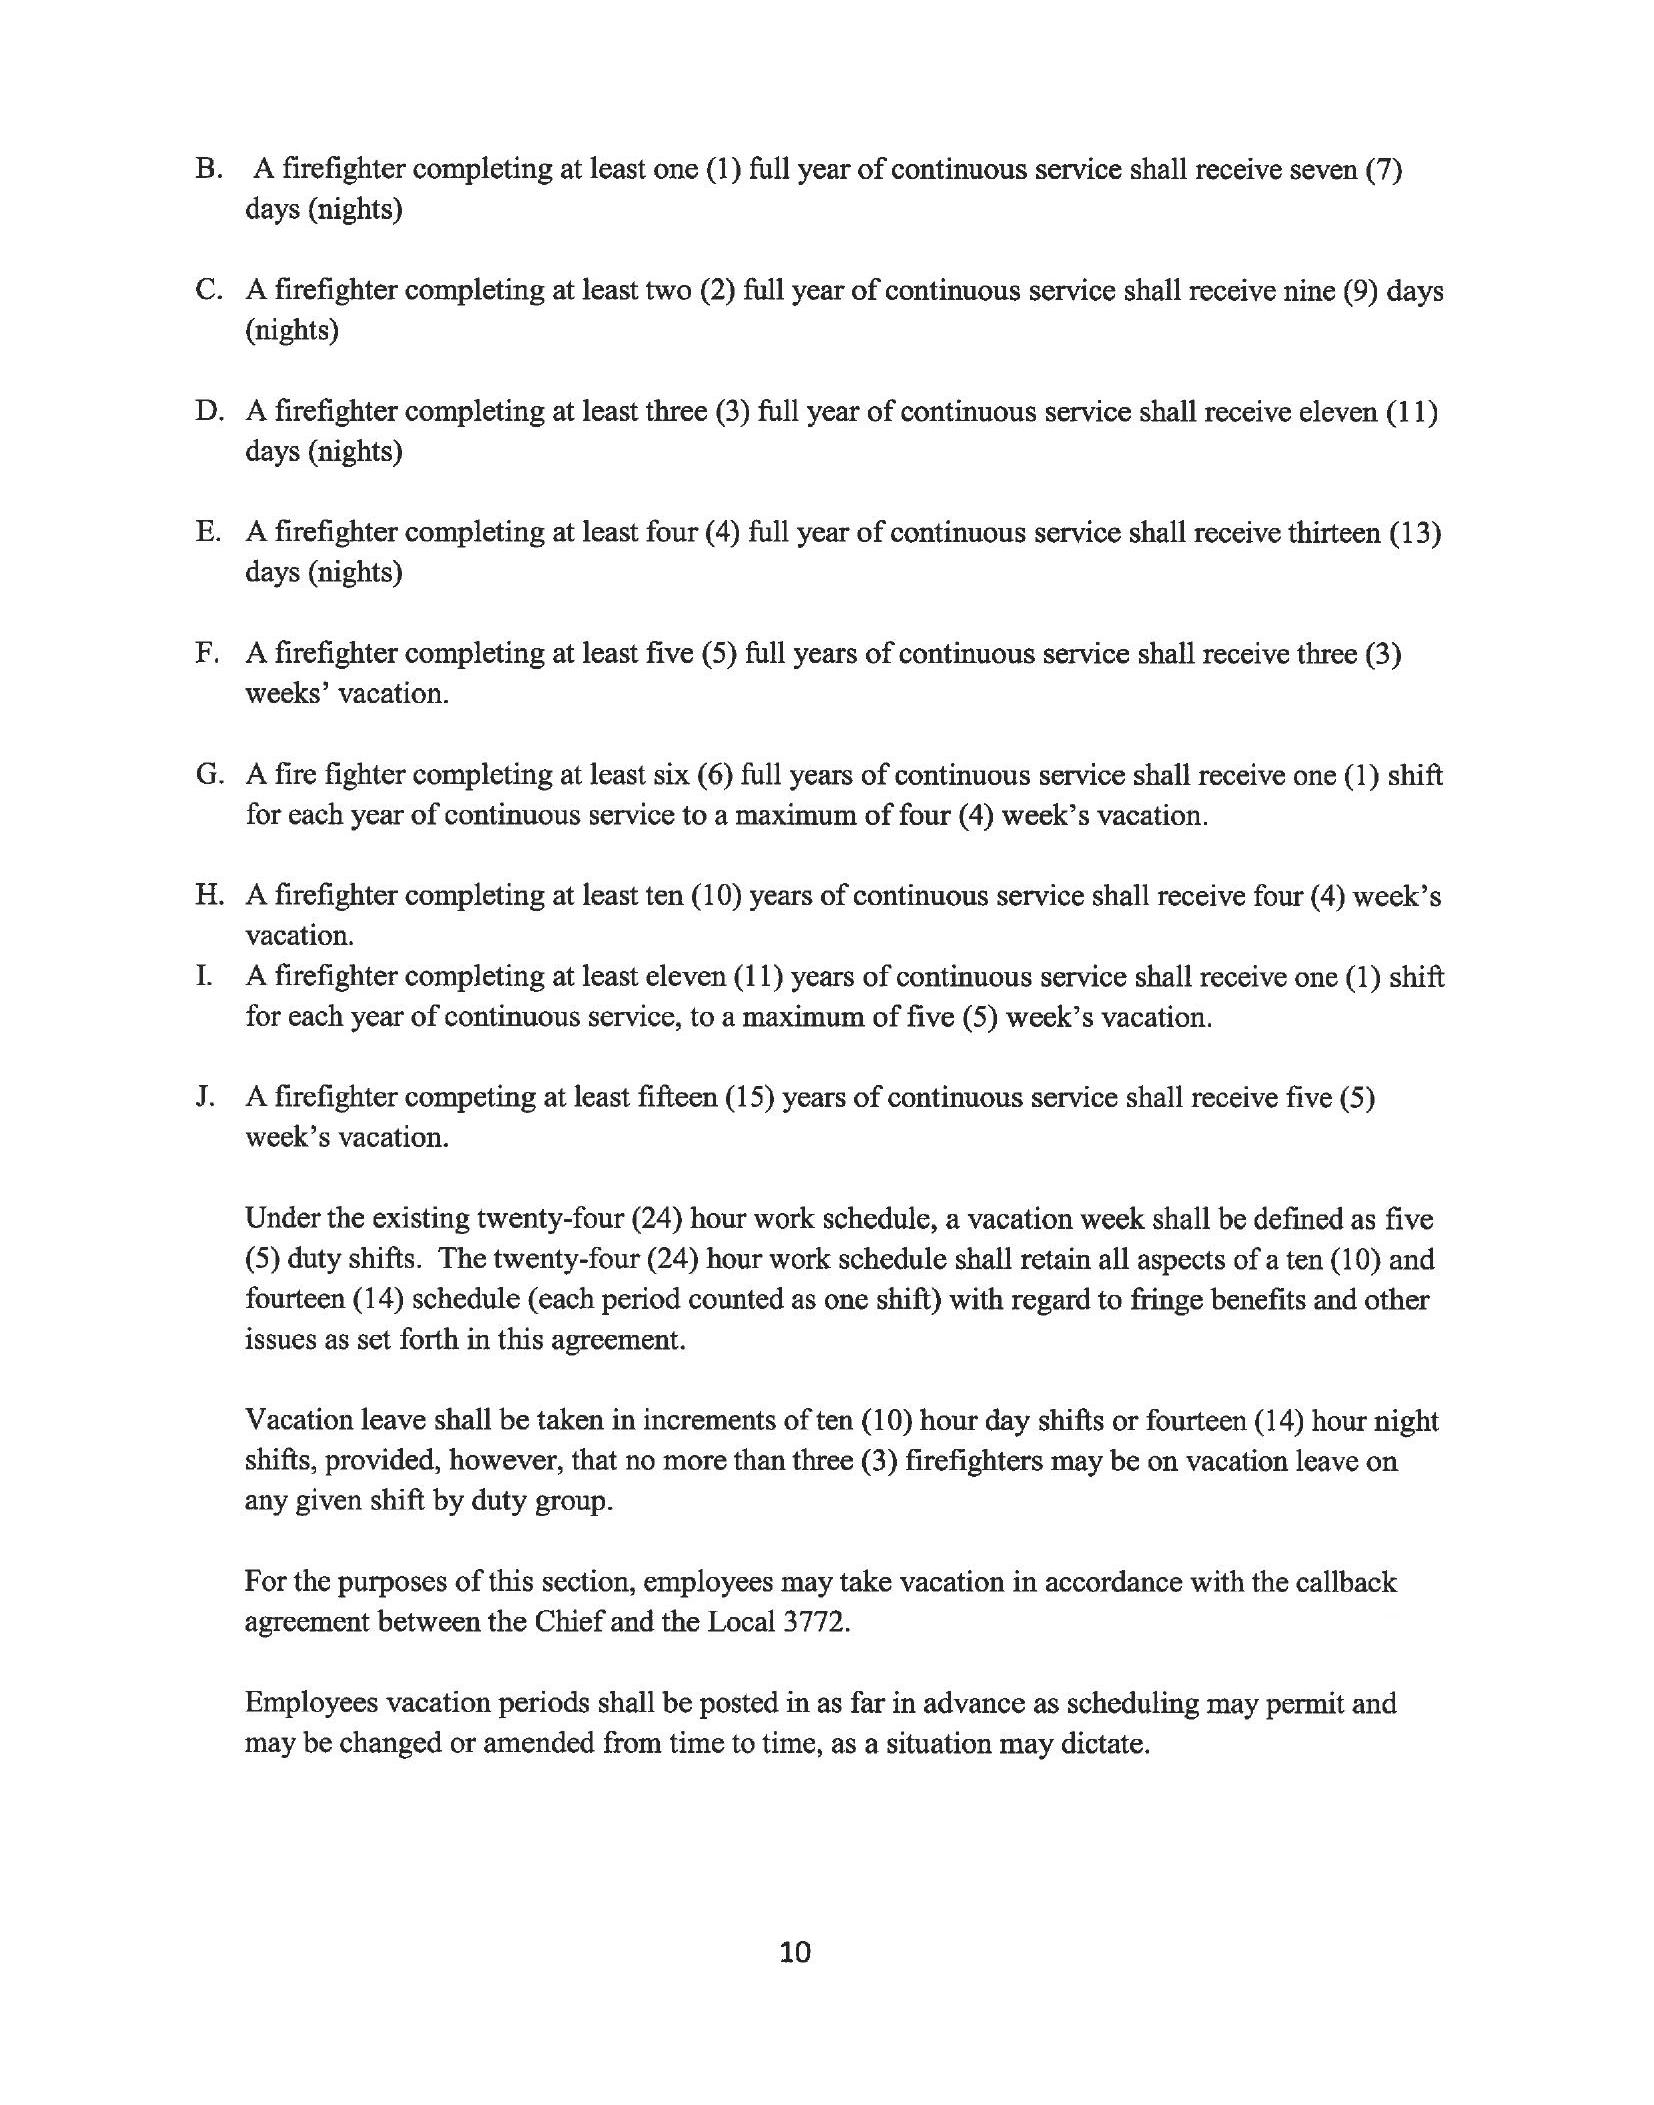 B. A firefighter completing at least one (1) full year of continuous service shall receive seven (7)
days (nights)
C. A firefighter completing at least two (2) full year of continuous service shall receive nine (9) days
(nights)
D. A firefighter completing at least three (3) full year of continuous service shall receive eleven (11)
days (nights)
E. A firefighter completing at least four (4) full year of continuous service shall receive thirteen (13)
days (nights)
F. A firefighter completing at least five (5) full years of continuous service shall receive three (3)
weeks’ vacation.
G. A fire fighter completing at least six (6) full years of continuous service shall receive one (1) shift
for each year of continuous service to a maximum of four (4) week’s vacation.
H. A firefighter completing at least ten (10) years of continuous service shall receive four (4) week’s
vacation.
I. A firefighter completing at least eleven (11) years of continuous service shall receive one (1) shift
for each year of continuous service, to a maximum of five (5) week’s vacation.
J. A firefighter competing at least fifteen (15) years of continuous service shall receive five (5)
week’s vacation.
Under the existing twenty-four (24) hour work schedule, a vacation week shall be defined as five
(5) duty shifts. The twenty-four (24) hour work schedule shall retain all aspects of a ten (10) and
fourteen (14) schedule (each period counted as one shift) with regard to fringe benefits and other
issues as set forth in this agreement.
Vacation leave shall be taken in increments of ten (10) hour day shifts or fourteen (14) hour night
shifts, provided, however, that no more than three (3) firefighters may be on vacation leave on
any given shift by duty group.
For the purposes of this section, employees may take vacation in accordance with the callback
agreement between the Chief and the Local 3772.
Employees vacation periods shall be posted in as far in advance as scheduling may permit and
may be changed or amended from time to time, as a situation may dictate.
10